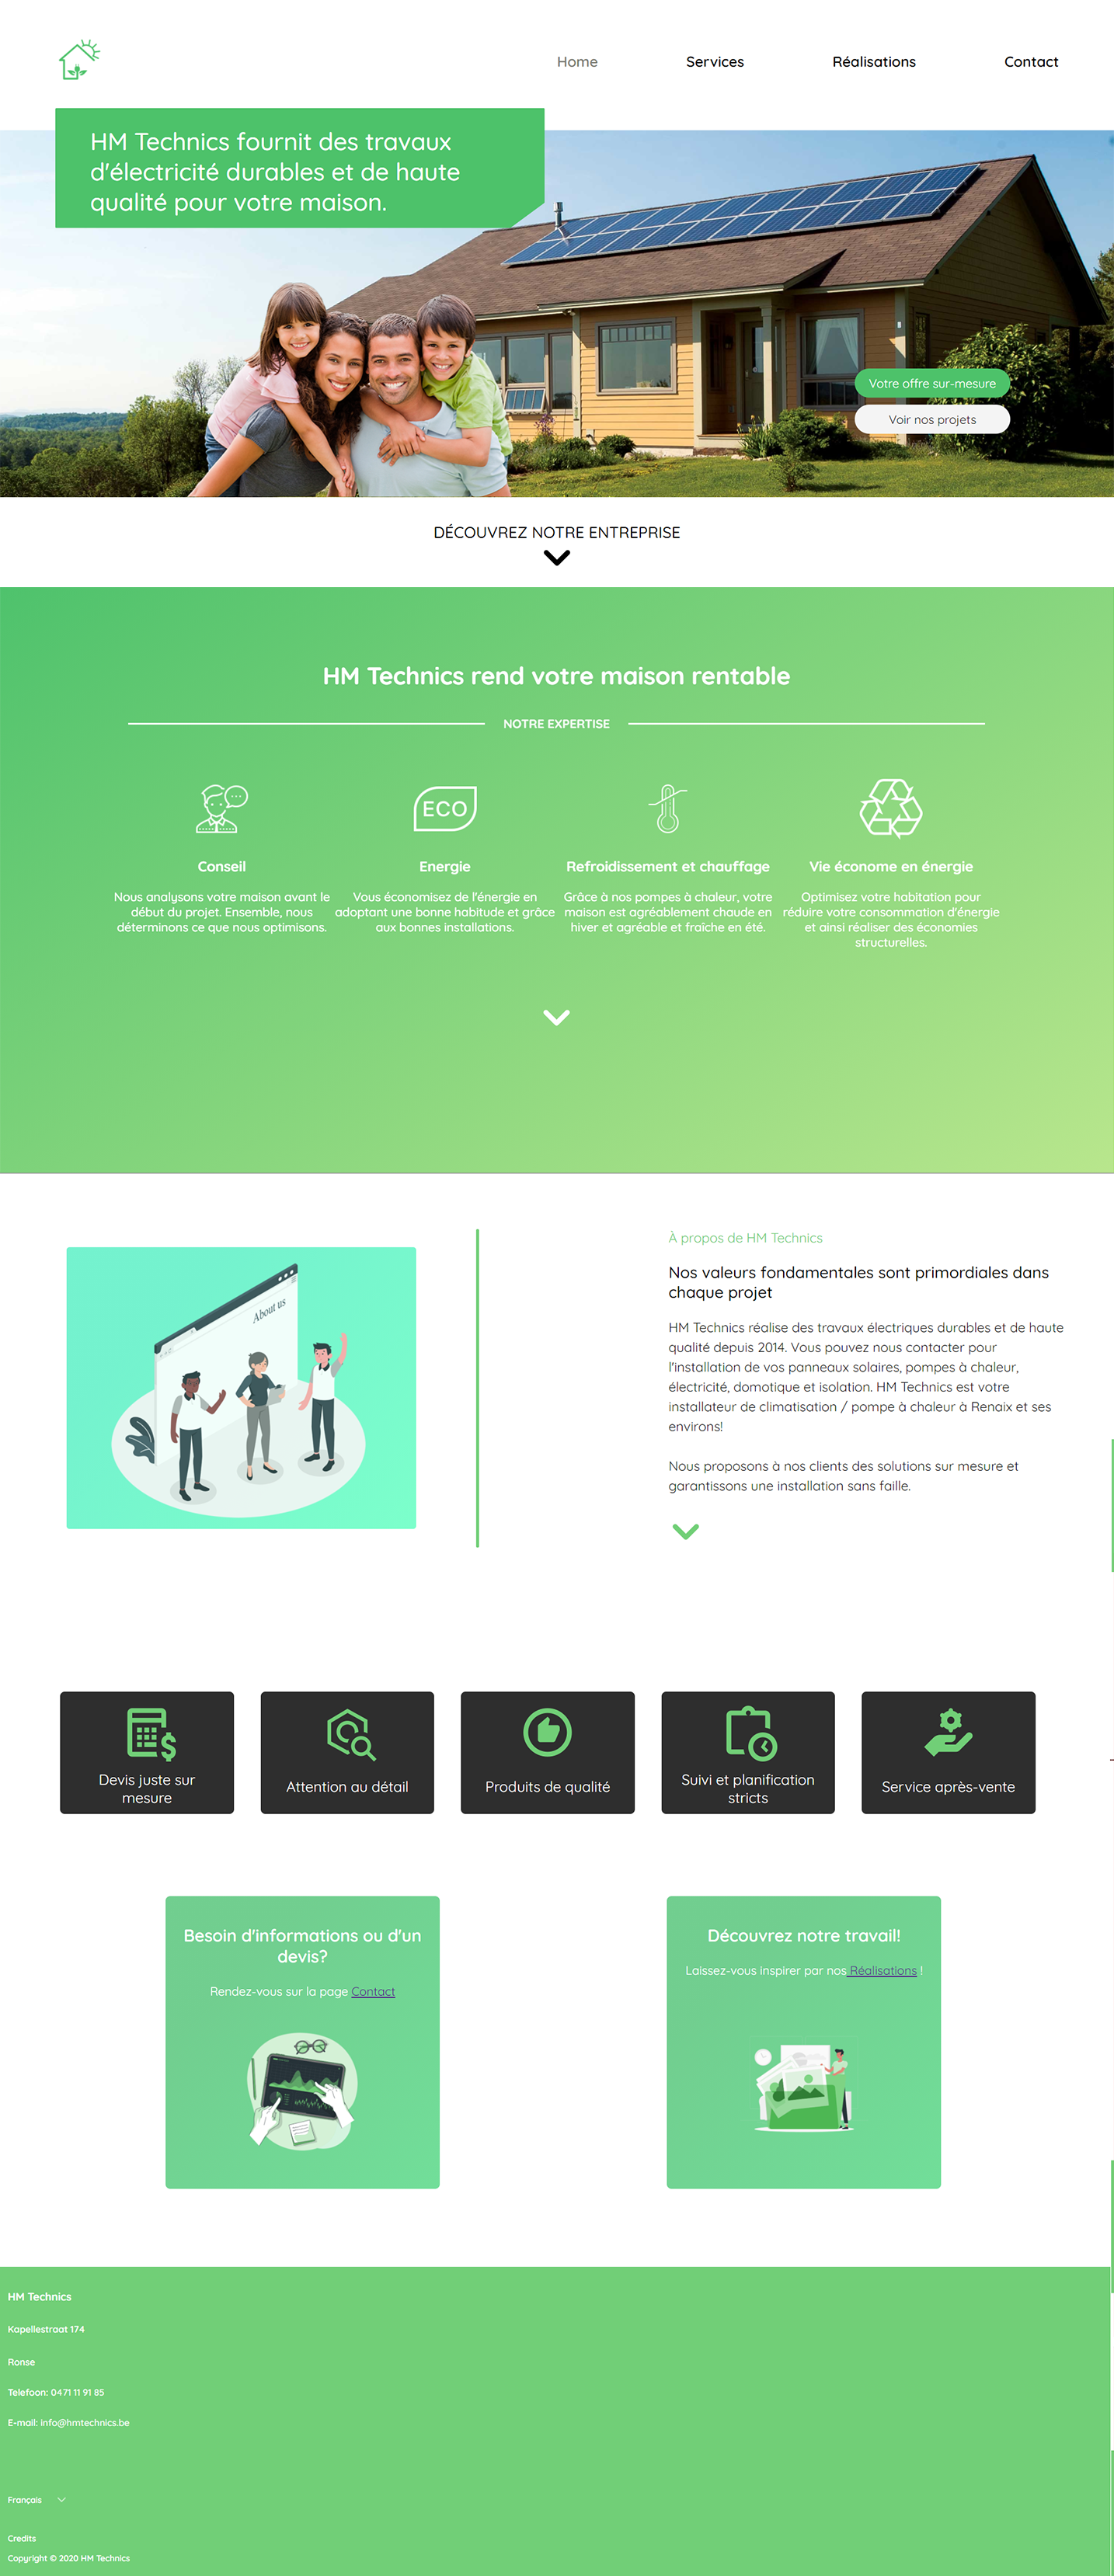 Home
Services
Réalisations
Contact
HM Technics fournit des travaux
d'électricité durables et de haute
qualité pour votre maison.
Votre offre sur-mesure
Voir nos projets
DÉCOUVREZ NOTRE ENTREPRISE
HM Technics rend votre maison rentable
NOTRE EXPERTISE
ECO
Conseil
Nous analysons votre maison avant le
début du projet. Ensemble, nous
déterminons ce que nous optimisons.
Energie
Vous économisez de l'énergie en
adoptant une bonne habitude et grâce
aux bonnes installations.
Refroidissement et chauffage
Grâce à nos pompes à chaleur, votre
maison est agréablement chaude en
hiver et agréable et fraîche en été.
Vie économe en énergie
Optimisez votre habitation pour
réduire votre consommation d'énergie
et ainsi réaliser des économies
structurelles.
About us
À propos de HM Technics
Nos valeurs fondamentales sont primordiales dans
chaque projet
HM Technics réalise des travaux électriques durables et de haute
qualité depuis 2014. Vous pouvez nous contacter pour
l'installation de vos panneaux solaires, pompes à chaleur,
électricité, domotique et isolation. HM Technics est votre
installateur de climatisation / pompe à chaleur à Renaix et ses
environs!
Nous proposons à nos clients des solutions sur mesure et
garantissons une installation sans faille.
Devis juste sur
mesure
Attention au détail
Produits de qualité
Suivi et planification
stricts
Service après-vente
Besoin d'informations ou d'un
devis?
Rendez-vous sur la page Contact
Découvrez notre travail!
Laissez-vous inspirer par nos Réalisations !
HM Technics
Kapellestraat 174
Ronse
Telefoon: 0471 11 91 85
E-mail: info@hmtechnics.be
Français
Credits
Copyright © 2020 HM Technics